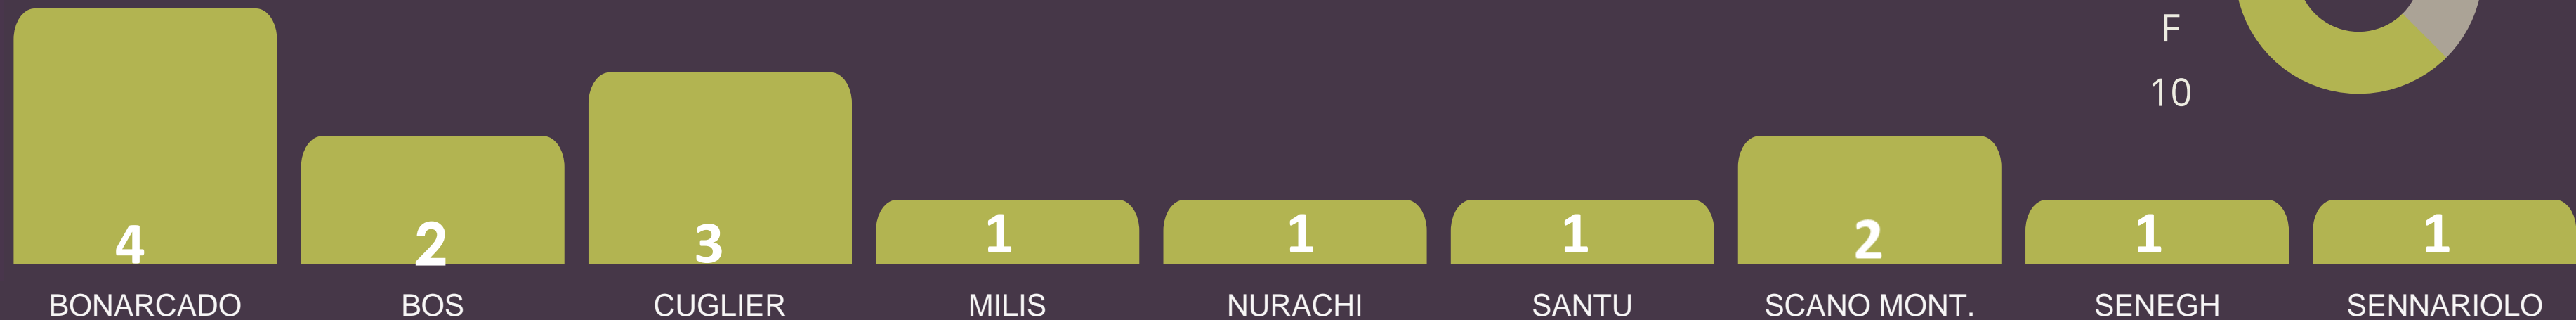 F
10
4 2 3 1 1 1 2 1 1
BONARCADO BOS CUGLIER MILIS NURACHI SANTU SCANO MONT. SENEGH SENNARIOLO